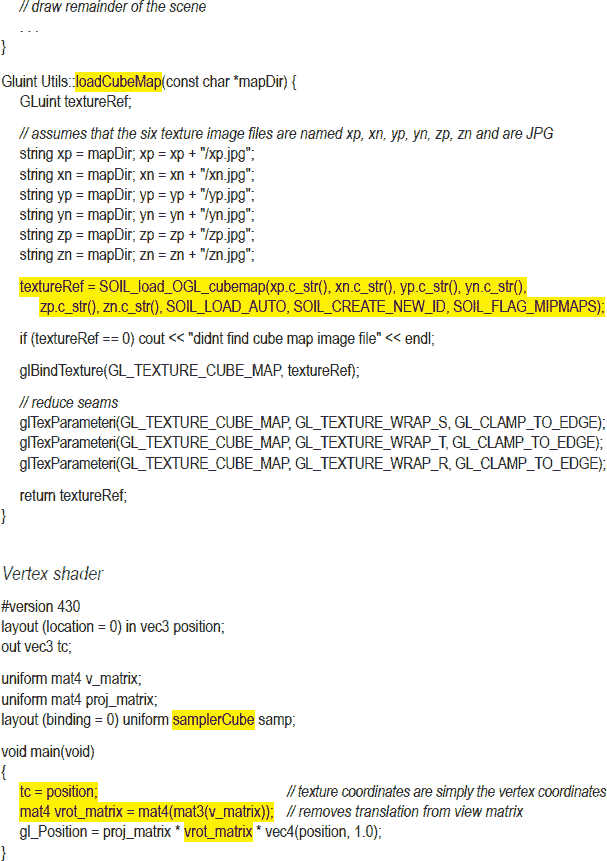 // draw remainder of the scene
. . .
}
Gluint Utils::loadCubeMap(const char *mapDir) {
GLuint textureRef;
// assumes that the six texture image files are named xp, xn, yp, yn, zp, zn and are JPG
string xp = mapDir; xp = xp + "/xp.jpg";
string xn = mapDir; xn = xn + "/xn.jpg";
string yp = mapDir; yp = yp + "/yp.jpg";
string yn = mapDir; yn = yn + "/yn.jpg";
string zp = mapDir; zp = zp + "/zp.jpg";
string zn = mapDir; zn = zn + "/zn.jpg";
textureRef = SOIL_load_OGL_cubemap(xp.c_str(), xn.c_str(), yp.c_str(), yn.c_str(),
zp.c_str(), zn.c_str(), SOIL_LOAD_AUTO, SOIL_CREATE_NEW_ID, SOIL_FLAG_MIPMAPS);
if (textureRef == 0) cout << "didnt find cube map image file" << endl;
glBindTexture(GL_TEXTURE_CUBE_MAP, textureRef);
// reduce seams
glTexParameteri(GL_TEXTURE_CUBE_MAP, GL_TEXTURE_WRAP_S, GL_CLAMP_TO_EDGE);
glTexParameteri(GL_TEXTURE_CUBE_MAP, GL_TEXTURE_WRAP_T, GL_CLAMP_TO_EDGE);
glTexParameteri(GL_TEXTURE_CUBE_MAP, GL_TEXTURE_WRAP_R, GL_CLAMP_TO_EDGE);
return textureRef;
}
Vertex shader
#version 430
layout (location = 0) in vec3 position;
out vec3 tc;
uniform mat4 v_matrix;
uniform mat4 proj_matrix;
layout (binding = 0) uniform samplerCube samp;
void main(void)
{
tc = position; // texture coordinates are simply the vertex coordinates
mat4 vrot_matrix = mat4(mat3(v_matrix)); // removes translation from view matrix
gl_Position = proj_matrix * vrot_matrix * vec4(position, 1.0);
}